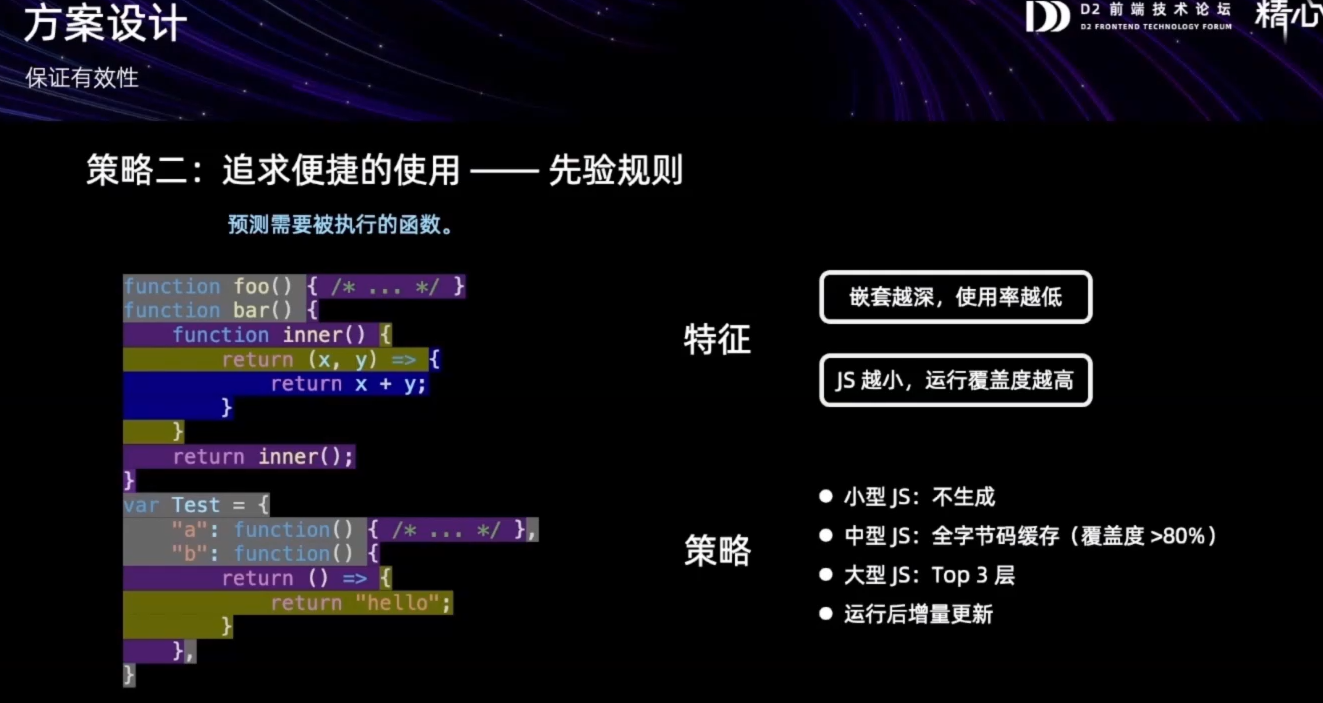 方案设计
保证有效性
D2 前端技术论坛
D2 FRONTEND TECHNOLOGY FORUM
精心
策略二：追求便捷的使用 —— 先验规则
预测需要被执行的函数。
function foo() { /* ... */ }
function bar() {
function inner() {
return (x, y) => {
return x + y;
}
}
return inner();
}
var Test = {
"a": function() { /* ... */ },
"b": function() {
return () => {
return "hello";
}
},
}
特征
嵌套越深，使用率越低
JS 越小，运行覆盖度越高
策略
● 小型 JS：不生成
● 中型 JS：全字节码缓存（覆盖度 >80%）
● 大型 JS：Top 3 层
● 运行后增量更新